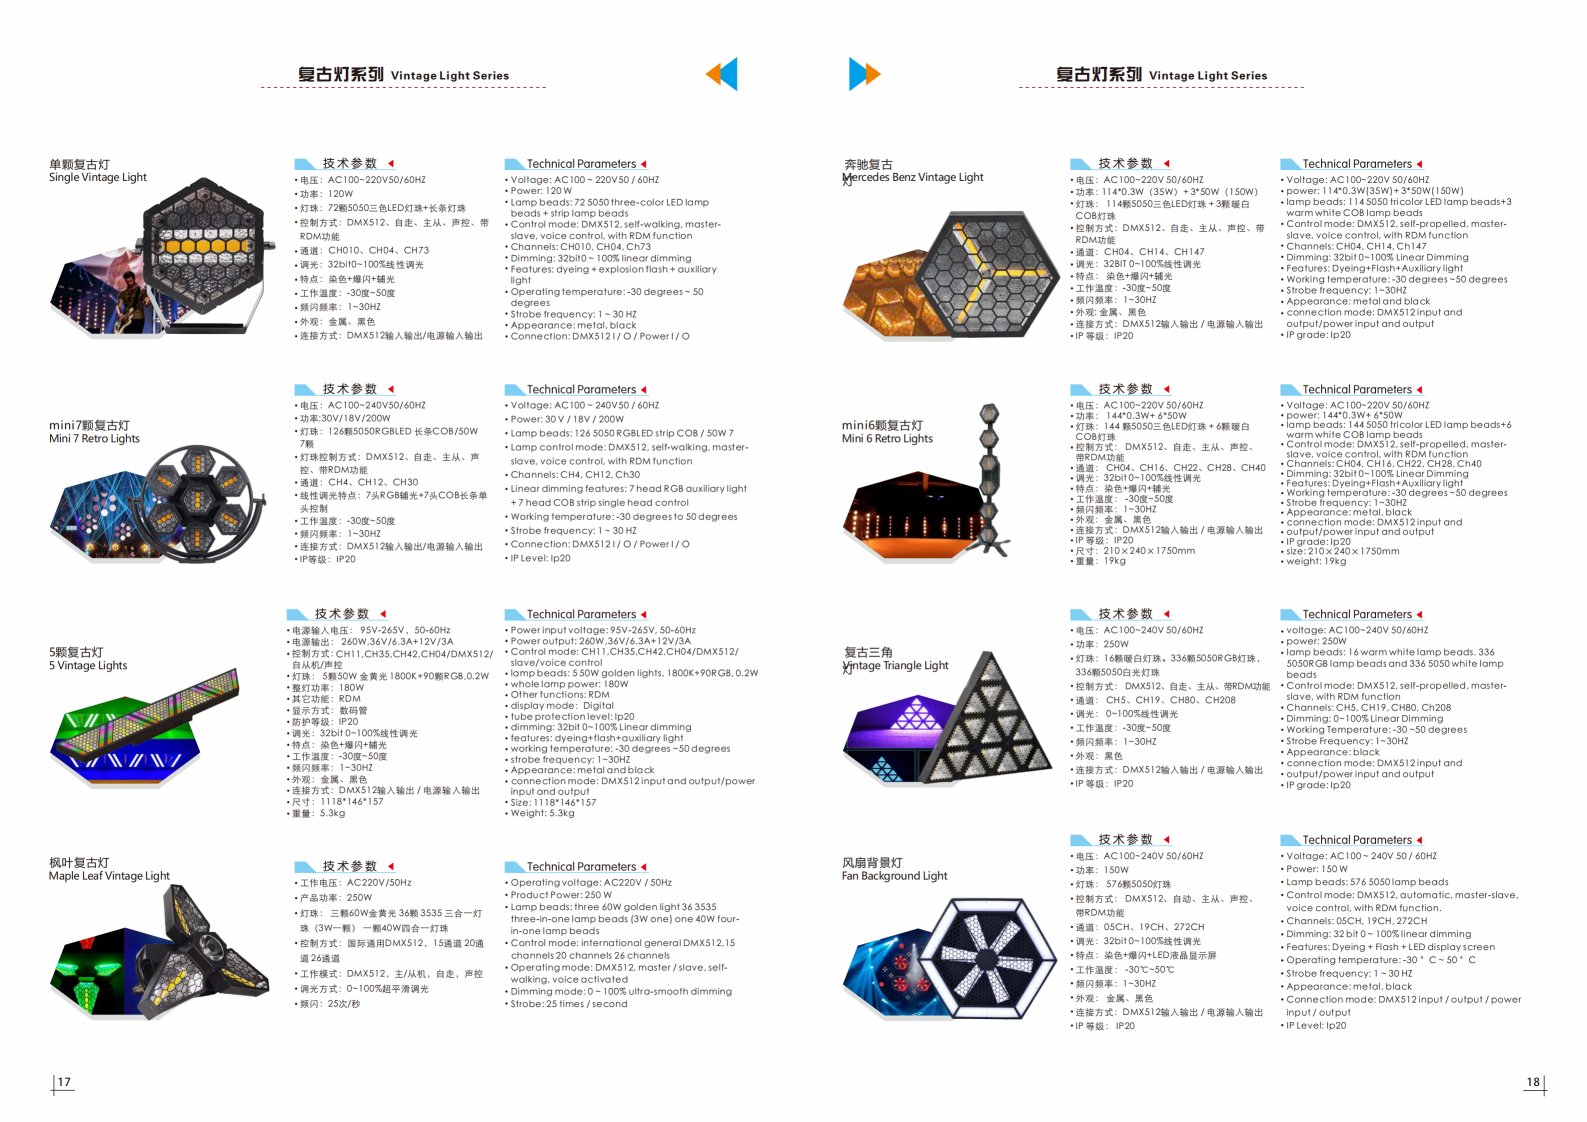 复古灯系列 Vintage Light Series
单颗复古灯
Single Vintage Light
技术参数
• 电压：AC100~220V50/60HZ
• 功率：120W
• 灯珠：72颗5050三色LED灯珠+长条灯珠
• 控制方式：DMX512、自走、主从、声控、带
RDM功能
• 通道：CH010、CH04、CH73
• 调光：32bit0~100%线性调光
• 特点：染色+爆闪+辅光
• 工作温度：-30度~50度
• 频闪频率：1~30HZ
• 外观：金属、黑色
• 连接方式：DMX512输入输出/电源输入输出
Technical Parameters
• Voltage: AC100 ~ 220V50 / 60HZ
• Power: 120 W
• Lamp beads: 72 5050 three-color LED lamp
beads + strip lamp beads
• Control mode: DMX512, self-walking, master-
slave, voice control, with RDM function
• Channels: CH010, CH04, Ch73
• Dimming: 32bit0 ~ 100% linear dimming
• Features: dyeing + explosion flash + auxiliary
light
• Operating temperature: -30 degrees ~ 50
degrees
• Strobe frequency: 1 ~ 30 HZ
• Appearance: metal, black
• Connection: DMX512 I / O / Power I / O
mini7颗复古灯
Mini 7 Retro Lights
技术参数
• 电压：AC100~240V50/60HZ
• 功率:30V/18V/200W
• 灯珠：126颗5050RGBLED 长条COB/50W
7颗
• 灯珠控制方式：DMX512、自走、主从、声
控、带RDM功能
• 通道：CH4、CH12、CH30
• 线性调光特点：7头RGB辅光+7头COB长条单
头控制
• 工作温度：-30度~50度
• 频闪频率：1~30HZ
• 连接方式：DMX512输入输出/电源输入输出
• IP等级：IP20
Technical Parameters
• Voltage: AC100 ~ 240V50 / 60HZ
• Power: 30 V / 18V / 200W
• Lamp beads: 126 5050 RGBLED strip COB / 50W 7
• Lamp control mode: DMX512, self-walking, master-
slave, voice control, with RDM function
• Channels: CH4, CH12, Ch30
• Linear dimming features: 7 head RGB auxiliary light
+ 7 head COB strip single head control
• Working temperature: -30 degrees to 50 degrees
• Strobe frequency: 1 ~ 30 HZ
• Connection: DMX512 I / O / Power I / O
• IP Level: Ip20
5颗复古灯
5 Vintage Lights
技术参数
• 电源输入电压： 95V-265V，50-60Hz
• 电源输出： 260W.36V/6.3A+12V/3A
• 控制方式：CH11,CH35,CH42,CH04/DMX512/
自从机/声控
• 灯珠： 5颗50W 金黄光 1800K+90颗RGB,0.2W
• 整灯功率：180W
• 其它功能：RDM
• 显示方式：数码管
• 防护等级：IP20
• 调光：32bit 0~100%线性调光
• 特点：染色+爆闪+辅光
• 工作温度：-30度~50度
• 频闪频率：1~30HZ
• 外观：金属、黑色
• 连接方式：DMX512输入输出 / 电源输入输出
• 尺寸：1118*146*157
• 重量：5.3kg
Technical Parameters
• Power input voltage: 95V-265V, 50-60Hz
• Power output: 260W.36V/6.3A+12V/3A
• Control mode: CH11,CH35,CH42,CH04/DMX512/
slave/voice control
• lamp beads: 5 50W golden lights, 1800K+90RGB, 0.2W
• whole lamp power: 180W
• Other functions: RDM
• display mode： Digital
• tube protection level: Ip20
• dimming: 32bit 0~100% Linear dimming
• features: dyeing+flash+auxiliary light
• working temperature: -30 degrees ~50 degrees
• strobe frequency: 1~30HZ
• Appearance: metal and black
• connection mode: DMX512 input and output/power
input and output
• Size: 1118*146*157
• Weight: 5.3kg
枫叶复古灯
Maple Leaf Vintage Light
技术参数
• 工作电压：AC220V/50Hz
• 产品功率：250W
• 灯珠： 三颗60W金黄光 36颗 3535 三合一灯
珠（3W一颗） 一颗40W四合一灯珠
• 控制方式：国际通用DMX512，15通道 20通
道 26通道
• 工作模式：DMX512，主/从机，自走，声控
• 调光方式：0~100%超平滑调光
• 频闪：25次/秒
Technical Parameters
• Operating voltage: AC220V / 50Hz
• Product Power: 250 W
• Lamp beads: three 60W golden light 36 3535
three-in-one lamp beads (3W one) one 40W four-
in-one lamp beads
• Control mode: international general DMX512,15
channels 20 channels 26 channels
• Operating mode: DMX512, master / slave, self-
walking, voice activated
• Dimming mode: 0 ~ 100% ultra-smooth dimming
• Strobe: 25 times / second
17
复古灯系列 Vintage Light Series
奔驰复古
灯
Mercedes Benz Vintage Light
技术参数
• 电压：AC100~220V 50/60HZ
• 功率：114*0.3W（35W）+ 3*50W（150W）
• 灯珠： 114颗5050三色LED灯珠 + 3颗暖白
COB灯珠
• 控制方式：DMX512、自走、主从、声控、带
RDM功能
• 通道：CH04、CH14、CH147
• 调光：32BIT 0~100%线性调光
• 特点： 染色+爆闪+辅光
• 工作温度：-30度~50度
• 频闪频率：1~30HZ
• 外观: 金属、黑色
• 连接方式：DMX512输入输出 / 电源输入输出
• IP 等级：IP20
Technical Parameters
• Voltage: AC100~220V 50/60HZ
• power: 114*0.3W(35W)+ 3*50W(150W)
• lamp beads: 114 5050 tricolor LED lamp beads+3
warm white COB lamp beads
• Control mode: DMX512, self-propelled, master-
slave, voice control, with RDM function
• Channels: CH04, CH14, Ch147
• Dimming: 32bit 0~100% Linear Dimming
• Features: Dyeing+Flash+Auxiliary light
• Working temperature: -30 degrees ~50 degrees
• Strobe frequency: 1~30HZ
• Appearance: metal and black
• connection mode: DMX512 input and
output/power input and output
• IP grade: Ip20
mini6颗复古灯
Mini 6 Retro Lights
技术参数
• 电压：AC100~220V 50/60HZ
• 功率： 144*0.3W+ 6*50W
• 灯珠：144 颗5050三色LED灯珠 + 6颗暖白
COB灯珠
• 控制方式： DMX512、自走、主从、声控、
带RDM功能
• 通道： CH04、CH16、CH22、CH28、CH40
• 调光：32bit 0~100%线性调光
• 特点：染色+爆闪+辅光
• 工作温度： -30度~50度
• 频闪频率：1~30HZ
• 外观：金属、黑色
• 连接方式：DMX512输入输出 / 电源输入输出
• IP 等级：IP20
• 尺寸：210×240×1750mm
• 重量：19kg
Technical Parameters
• Voltage: AC100~220V 50/60HZ
• power: 144*0.3W+ 6*50W
• lamp beads: 144 5050 tricolor LED lamp beads+6
warm white COB lamp beads
• Control mode: DMX512, self-propelled, master-
slave, voice control, with RDM function
• Channels: CH04, CH16, CH22, CH28, Ch40
• Dimming: 32bit 0~100% Linear Dimming
• Features: Dyeing+Flash+Auxiliary light
• Working temperature: -30 degrees ~50 degrees
• Strobe frequency: 1~30HZ
• Appearance: metal, black
• connection mode: DMX512 input and
• output/power input and output
• IP grade: Ip20
• size: 210×240×1750mm
• weight: 19kg
复古三角
灯
Vintage Triangle Light
技术参数
• 电压：AC100~240V 50/60HZ
• 功率：250W
• 灯珠：16颗暖白灯珠。336颗5050RGB灯珠，
336颗5050白光灯珠
• 控制方式： DMX512、自走、主从、带RDM功能
• 通道： CH5、CH19、CH80、CH208
• 调光： 0~100%线性调光
• 工作温度：-30度~50度
• 频闪频率：1~30HZ
• 外观：黑色
• 连接方式：DMX512输入输出 / 电源输入输出
• IP 等级：IP20
Technical Parameters
• voltage: AC100~240V 50/60HZ
• power: 250W
• lamp beads: 16 warm white lamp beads. 336
5050RGB lamp beads and 336 5050 white lamp
beads
• Control mode: DMX512, self-propelled, master-
slave, with RDM function
• Channels: CH5, CH19, CH80, Ch208
• Dimming: 0~100% Linear Dimming
• Working Temperature: -30 ~50 degrees
• Strobe Frequency: 1~30HZ
• Appearance: black
• connection mode: DMX512 input and
• output/power input and output
• IP grade: Ip20
风扇背景灯
Fan Background Light
技术参数
• 电压：AC100~240V 50/60HZ
• 功率：150W
• 灯珠： 576颗5050灯珠
• 控制方式： DMX512、自动、主从、声控、
带RDM功能
• 通道：05CH、19CH、272CH
• 调光：32bit 0~100%线性调光
• 特点：染色+爆闪+LED液晶显示屏
• 工作温度： -30℃~50℃
• 频闪频率：1~30HZ
• 外观： 金属、黑色
• 连接方式：DMX512输入输出 / 电源输入输出
• IP 等级： IP20
Technical Parameters
• Voltage: AC100 ~ 240V 50 / 60HZ
• Power: 150 W
• Lamp beads: 576 5050 lamp beads
• Control mode: DMX512, automatic, master-slave,
voice control, with RDM function.
• Channels: 05CH, 19CH, 272CH
• Dimming: 32 bit 0 ~ 100% linear dimming
• Features: Dyeing + Flash + LED display screen
• Operating temperature: -30 ° C ~ 50 ° C
• Strobe frequency: 1 ~ 30 HZ
• Appearance: metal, black
• Connection mode: DMX512 input / output / power
input / output
• IP Level: Ip20
18